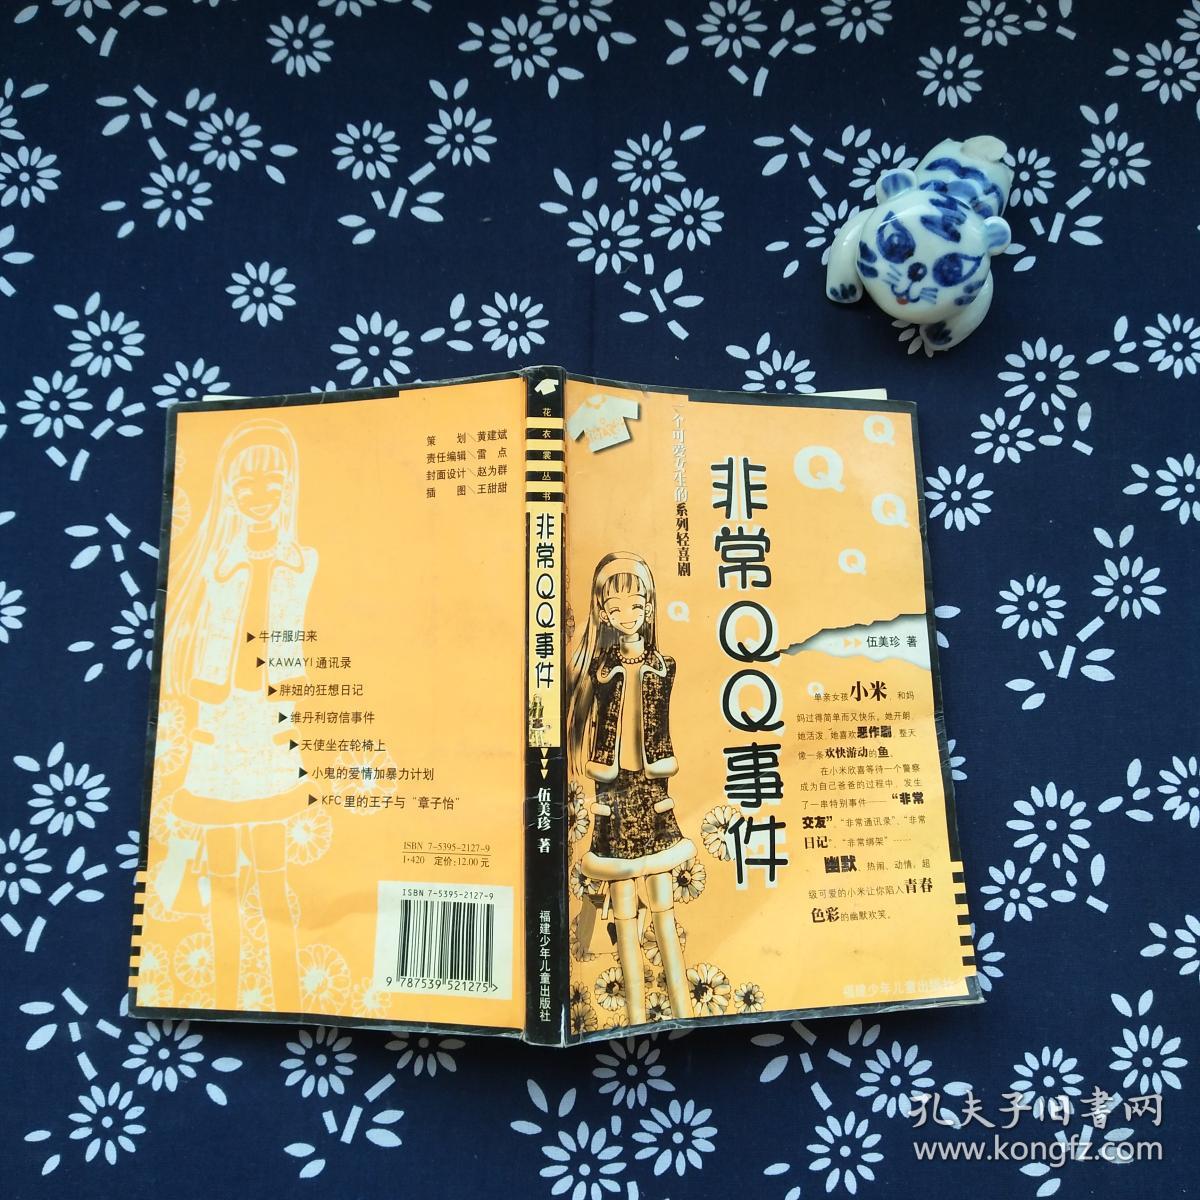 策 划╲黄建斌
责任编辑╲雷 点
封面设计╲赵为群
插 图╲王甜甜
▶牛仔服归来
▶KAWAYI通讯录
▶胖妞的狂想日记
▶维丹利窃信事件
▶天使坐在轮椅上
▶小鬼的爱情加暴力计划
▶KFC里的王子与“章子怡”
ISBN 7-5395-2127-9
I·420 定价:12.00元
ISBN 7-5395-2127-9
9 787539 521275>
花衣裳丛书
非常QQ事件
伍美珍 著
福建少年儿童出版社
一个可爱女生的系列轻喜剧
Q
Q
Q
Q
Q
Q
非常QQ事件
伍美珍 著
单亲女孩小米,和妈
妈过得简单而又快乐。她开朗,
她活泼,她喜欢恶作剧,整天
像一条欢快游动的鱼。
在小米欣喜等待一个警察
成为自己爸爸的过程中,发生
了一串特别事件——“非常
交友”、“非常通讯录”、“非常
日记”、“非常绑架”……
幽默、热闹、动情,超
级可爱的小米让你陷入青春
色彩的幽默欢笑。
福建少年儿童出版社
孔夫子旧書网
www.kongfz.com